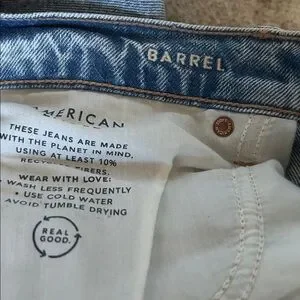 BARREL
AMERICAN
THESE JEANS ARE MADE
WITH THE PLANET IN MIND,
USING AT LEAST 10%
RECYCLED FIBERS.
WEAR WITH LOVE:
• WASH LESS FREQUENTLY
• USE COLD WATER
AVOID TUMBLE DRYING
REAL
GOOD.